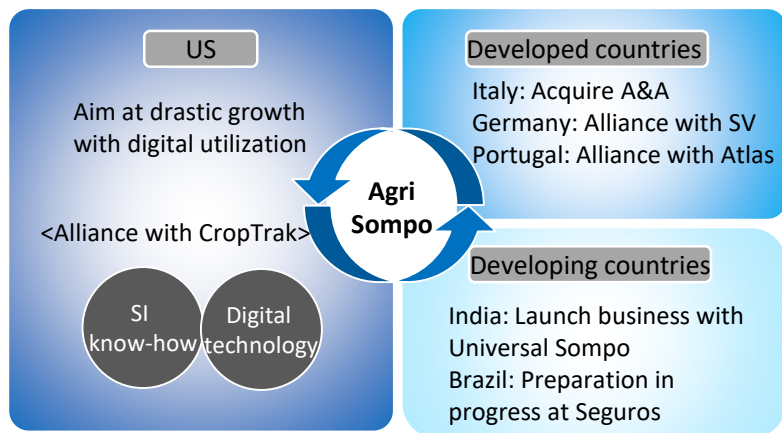 US
Aim at drastic growth
with digital utilization
<Alliance with CropTrak>
SI
know-how
Digital
technology
Agri
Sompo
Developed countries
Italy: Acquire A&A
Germany: Alliance with SV
Portugal: Alliance with Atlas
Developing countries
India: Launch business with
Universal Sompo
Brazil: Preparation in
progress at Seguros